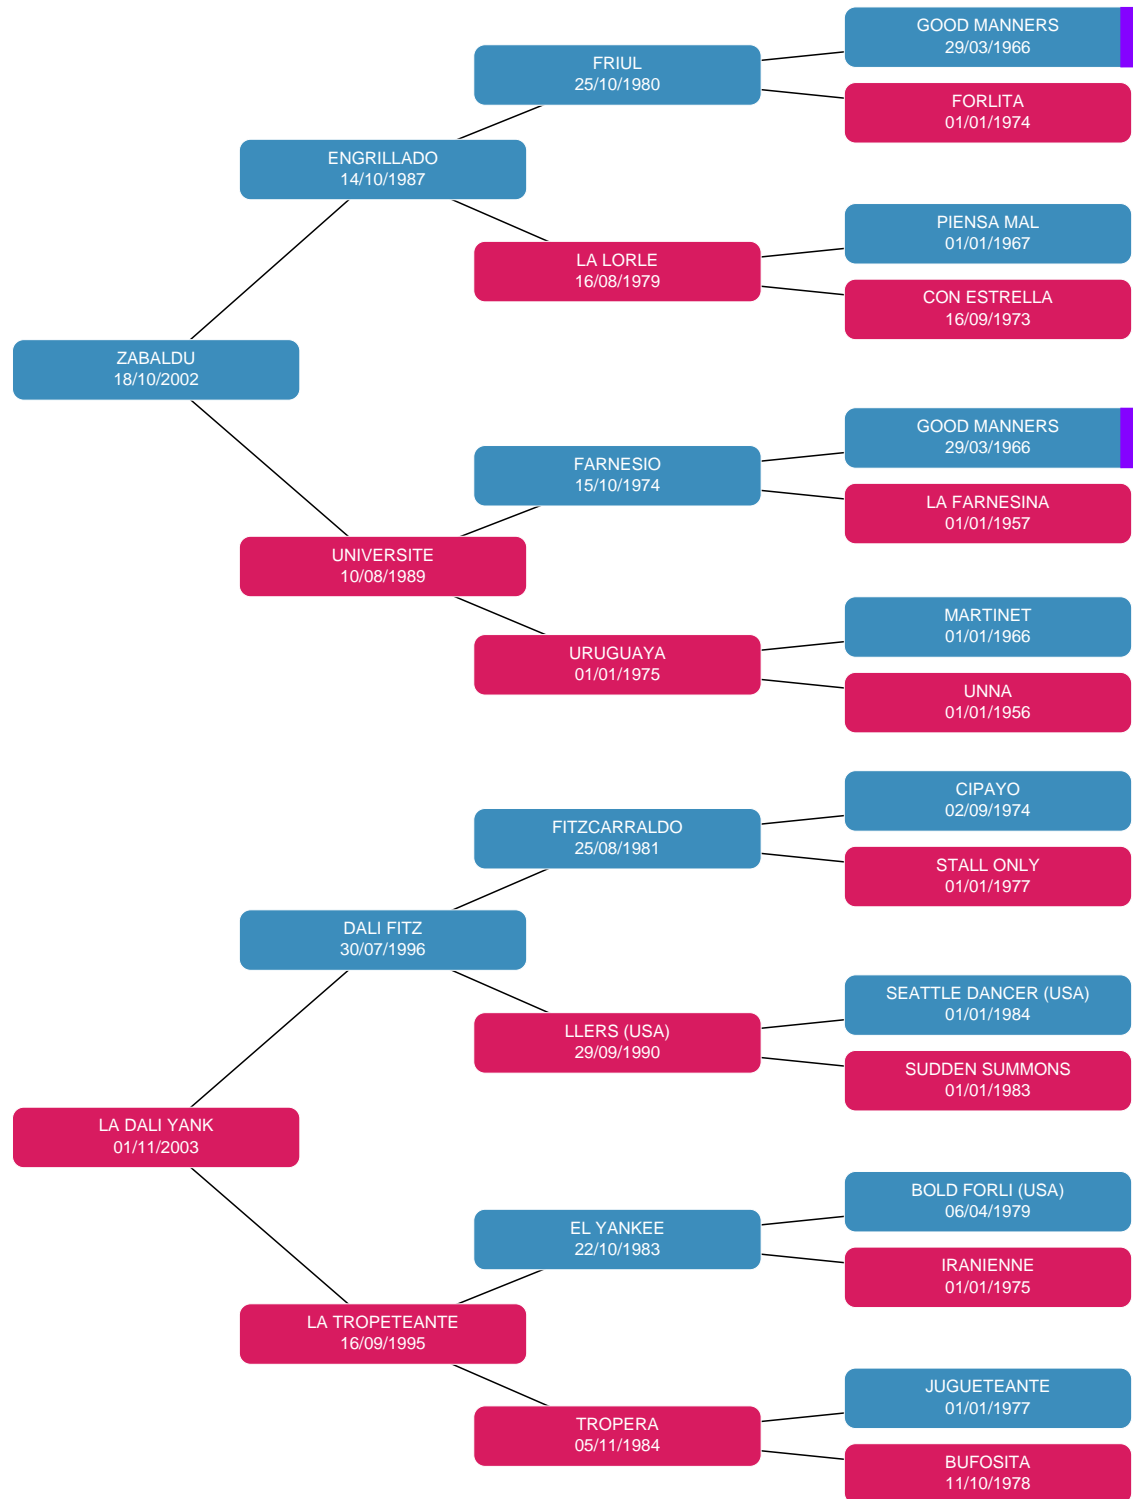 GOOD MANNERS
29/03/1966
FRIUL
25/10/1980
FORLITA
01/01/1974
ENGRILLADO
14/10/1987
PIENSA MAL
01/01/1967
LA LORLE
16/08/1979
CON ESTRELLA
16/09/1973
ZABALDU
18/10/2002
GOOD MANNERS
29/03/1966
FARNESIO
15/10/1974
LA FARNESINA
01/01/1957
UNIVERSITE
10/08/1989
MARTINET
01/01/1966
URUGUAYA
01/01/1975
UNNA
01/01/1956
CIPAYO
02/09/1974
FITZCARRALDO
25/08/1981
STALL ONLY
01/01/1977
DALI FITZ
30/07/1996
SEATTLE DANCER (USA)
01/01/1984
LLERS (USA)
29/09/1990
SUDDEN SUMMONS
01/01/1983
LA DALI YANK
01/11/2003
BOLD FORLI (USA)
06/04/1979
EL YANKEE
22/10/1983
IRANIENNE
01/01/1975
LA TROPETEANTE
16/09/1995
JUGUETEANTE
01/01/1977
TROPERA
05/11/1984
BUFOSITA
11/10/1978